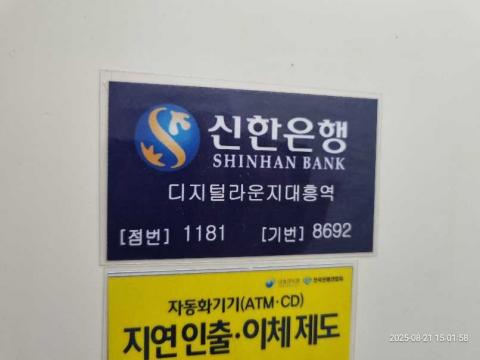 신한은행
SHINHAN BANK
디지털라운지대흥역
[점번] 1181 [기번] 8692
자동화기기(ATM·CD)
지연 인출·이체 제도
2025-08-21 15:01:58